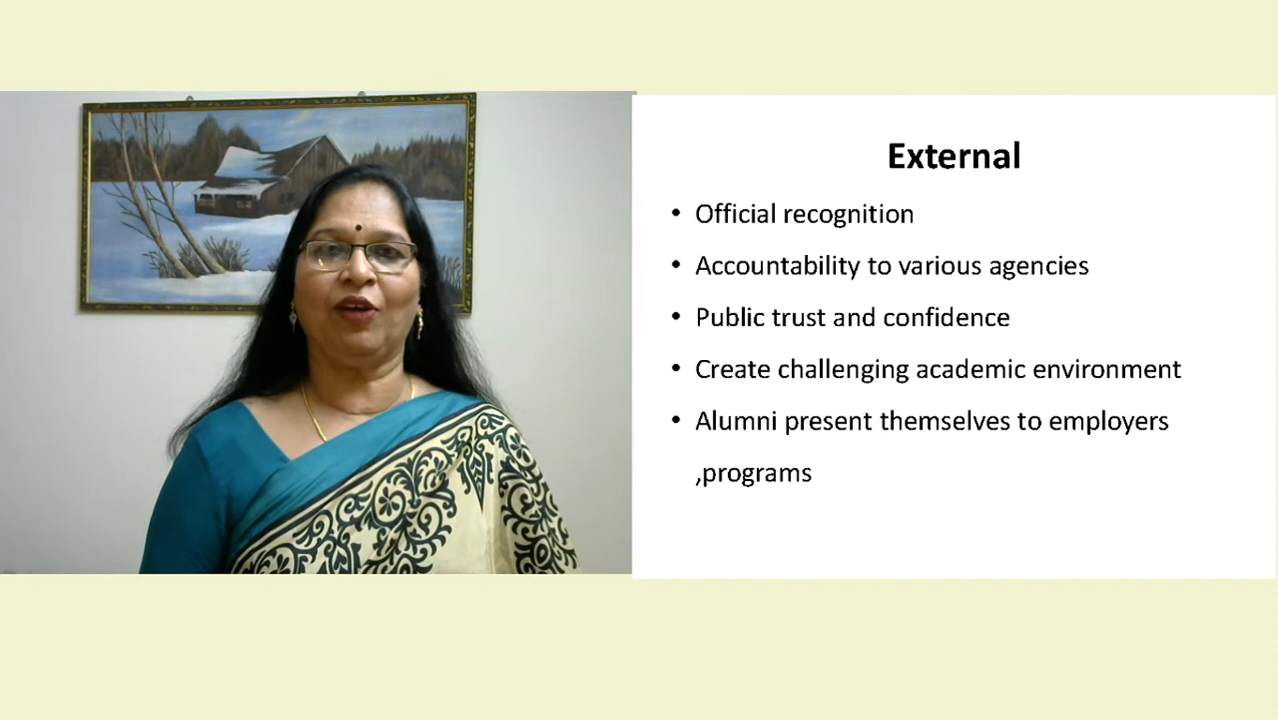 External
• Official recognition
• Accountability to various agencies
• Public trust and confidence
• Create challenging academic environment
• Alumni present themselves to employers
,programs